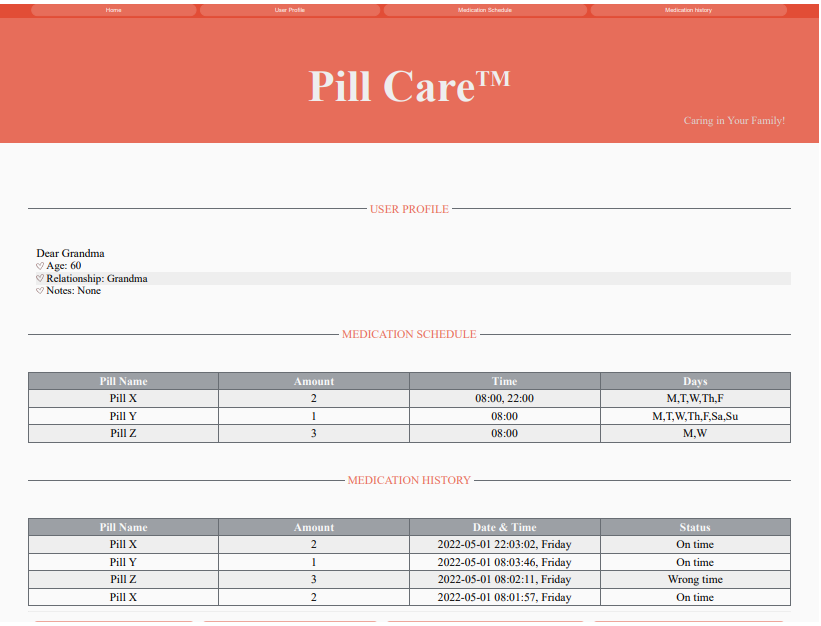 Home User Profile Medication Schedule Medication history
Pill Care™
Caring in Your Family!
USER PROFILE
Dear Grandma
Age: 60
Relationship: Grandma
Notes: None
MEDICATION SCHEDULE
Pill Name Amount Time Days
Pill X 2 08:00, 22:00 M,T,W,Th,F
Pill Y 1 08:00 M,T,W,Th,F,Sa,Su
Pill Z 3 08:00 M,W
MEDICATION HISTORY
Pill Name Amount Date & Time Status
Pill X 2 2022-05-01 22:03:02, Friday On time
Pill Y 1 2022-05-01 08:03:46, Friday On time
Pill Z 3 2022-05-01 08:02:11, Friday Wrong time
Pill X 2 2022-05-01 08:01:57, Friday On time